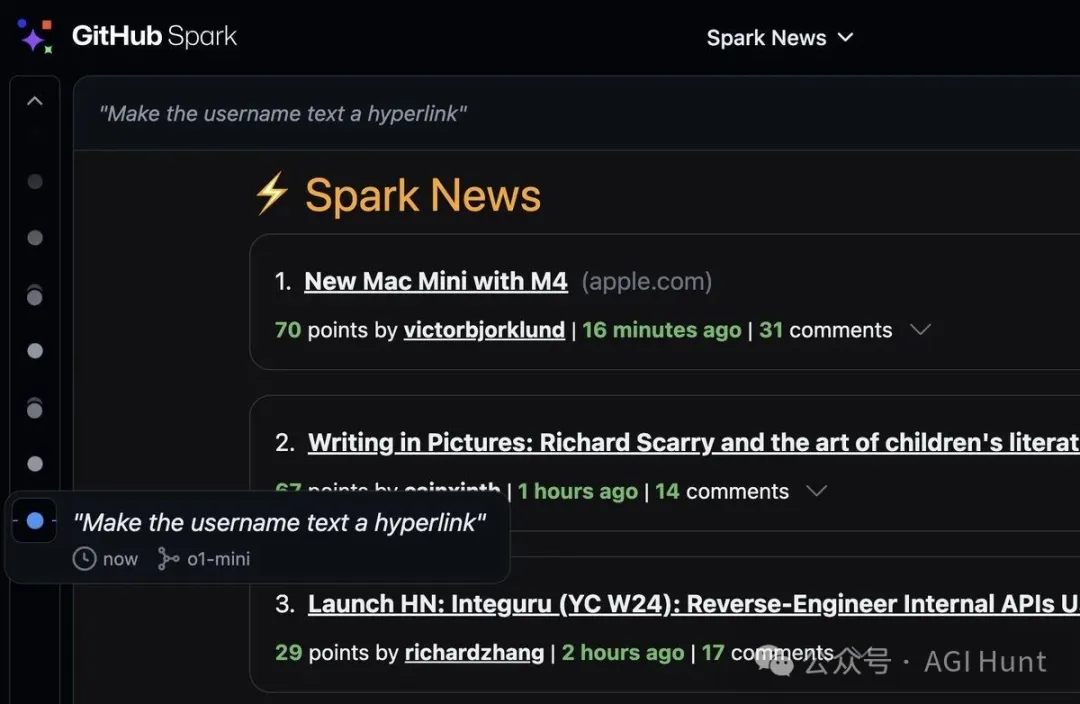 GitHub Spark
Spark News
"Make the username text a hyperlink"
⚡ Spark News
1. New Mac Mini with M4 (apple.com)
70 points by victorbjorklund | 16 minutes ago | 31 comments
2. Writing in Pictures: Richard Scarry and the art of children's literat
67 points by | 1 hours ago | 14 comments
"Make the username text a hyperlink"
now o1-mini
3. Launch HN: Integuru (YC W24): Reverse-Engineer Internal APIs U
29 points by richardzhang | 2 hours ago | 17 comments
公众号 · AGI Hunt